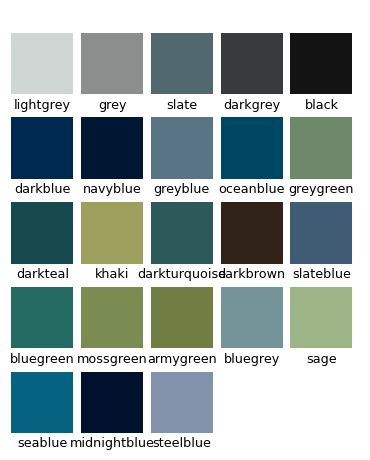 lightgrey grey slate darkgrey black
darkblue navyblue greyblue oceanblue greygreen
darkteal khaki darkturquoise darkbrown slateblue
bluegreen mossgreen armygreen bluegrey sage
seablue midnightblue steelblue